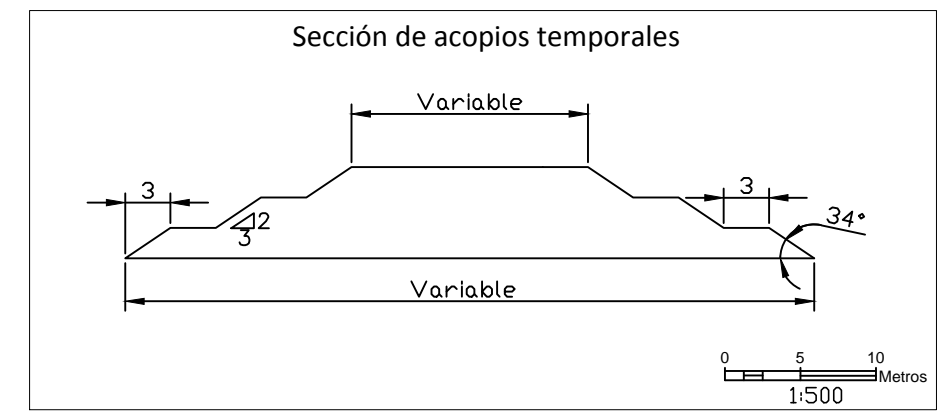 Sección de acopios temporales
Variable
3
3
2
3
34°
Variable
0 5 10
Metros
1:500